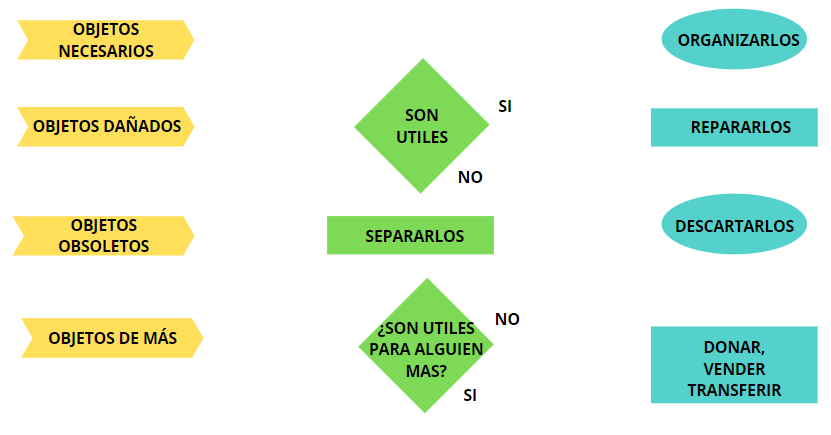 OBJETOS
NECESARIOS
OBJETOS DAÑADOS
OBJETOS
OBSOLETOS
OBJETOS DE MÁS
SON
UTILES
SI
NO
SEPARARLOS
¿SON UTILES
PARA ALGUIEN
MAS?
NO
SI
ORGANIZARLOS
REPARARLOS
DESCARTARLOS
DONAR,
VENDER
TRANSFERIR